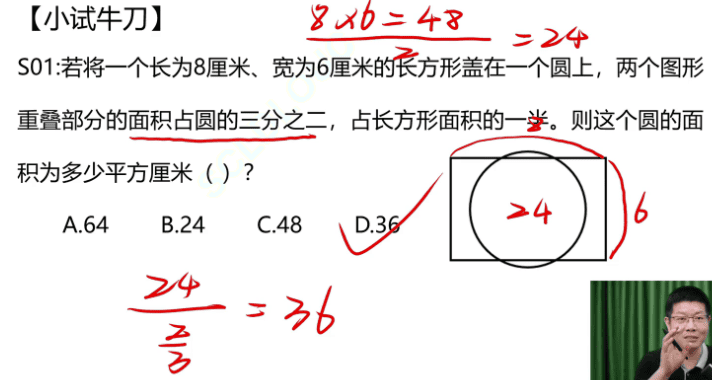 【小试牛刀】
8×6=48
2
=24
S01:若将一个长为8厘米、宽为6厘米的长方形盖在一个圆上，两个图形
重叠部分的面积占圆的三分之二，占长方形面积的一半。则这个圆的面
积为多少平方厘米（ ）？
8
A.64 B.24 C.48 D.36
24
6
24
2
3
=36